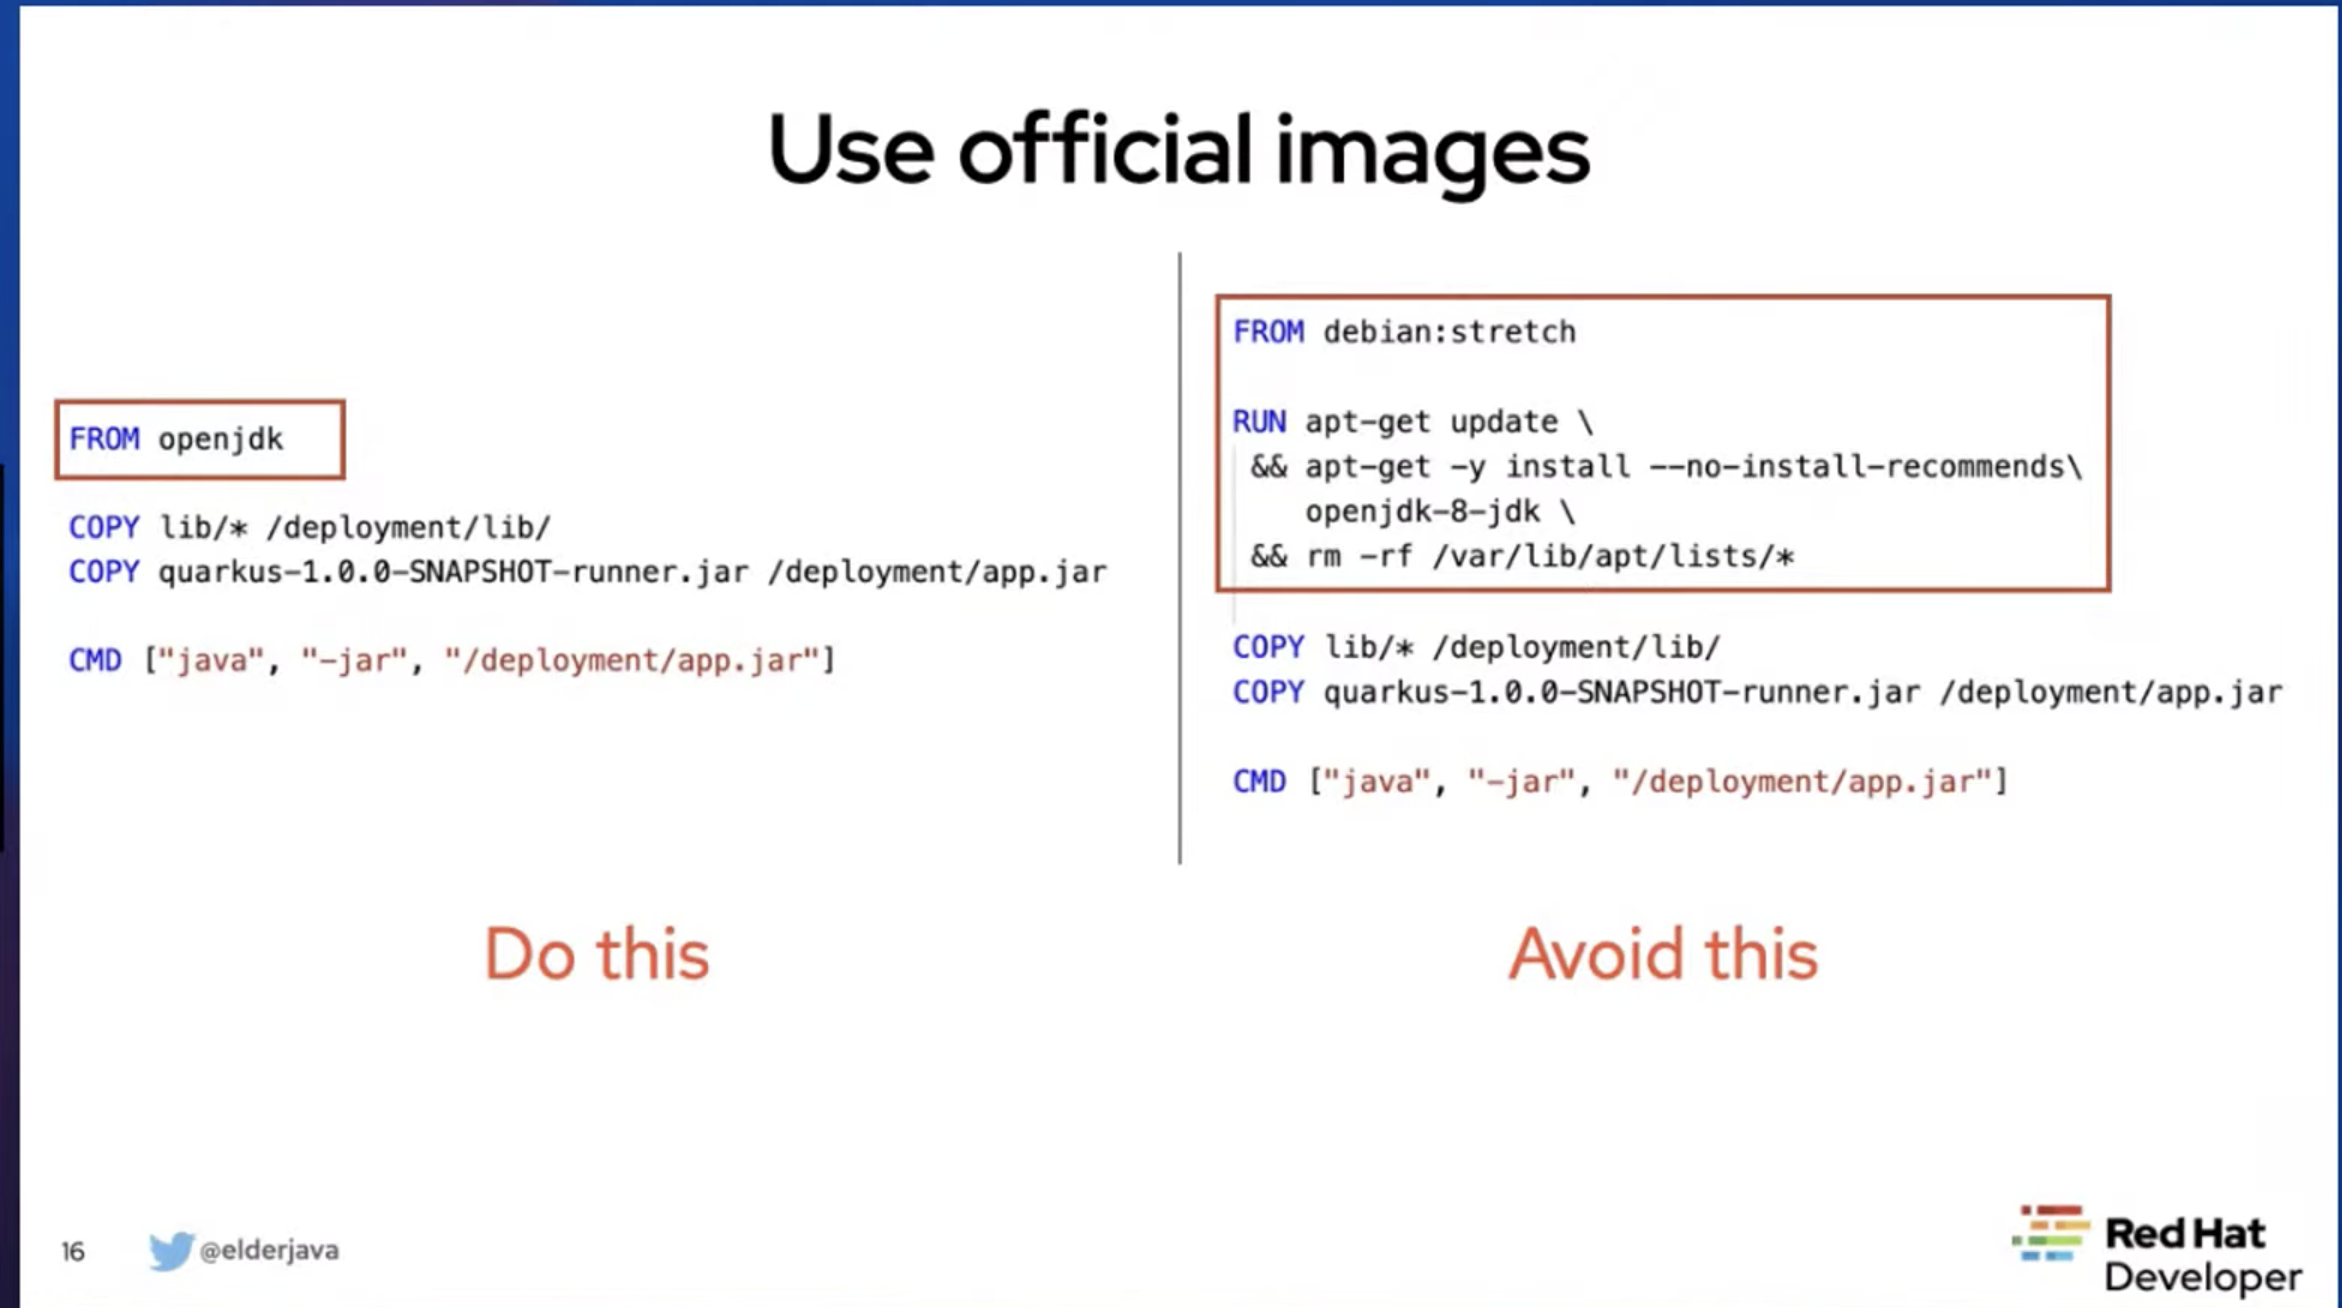 Use official images
FROM openjdk
COPY lib/* /deployment/lib/
COPY quarkus-1.0.0-SNAPSHOT-runner.jar /deployment/app.jar
CMD ["java", "-jar", "/deployment/app.jar"]
Do this
FROM debian:stretch
RUN apt-get update \
&& apt-get -y install --no-install-recommends\
openjdk-8-jdk \
&& rm -rf /var/lib/apt/lists/*
COPY lib/* /deployment/lib/
COPY quarkus-1.0.0-SNAPSHOT-runner.jar /deployment/app.jar
CMD ["java", "-jar", "/deployment/app.jar"]
Avoid this
16
@elderjava
Red Hat
Developer